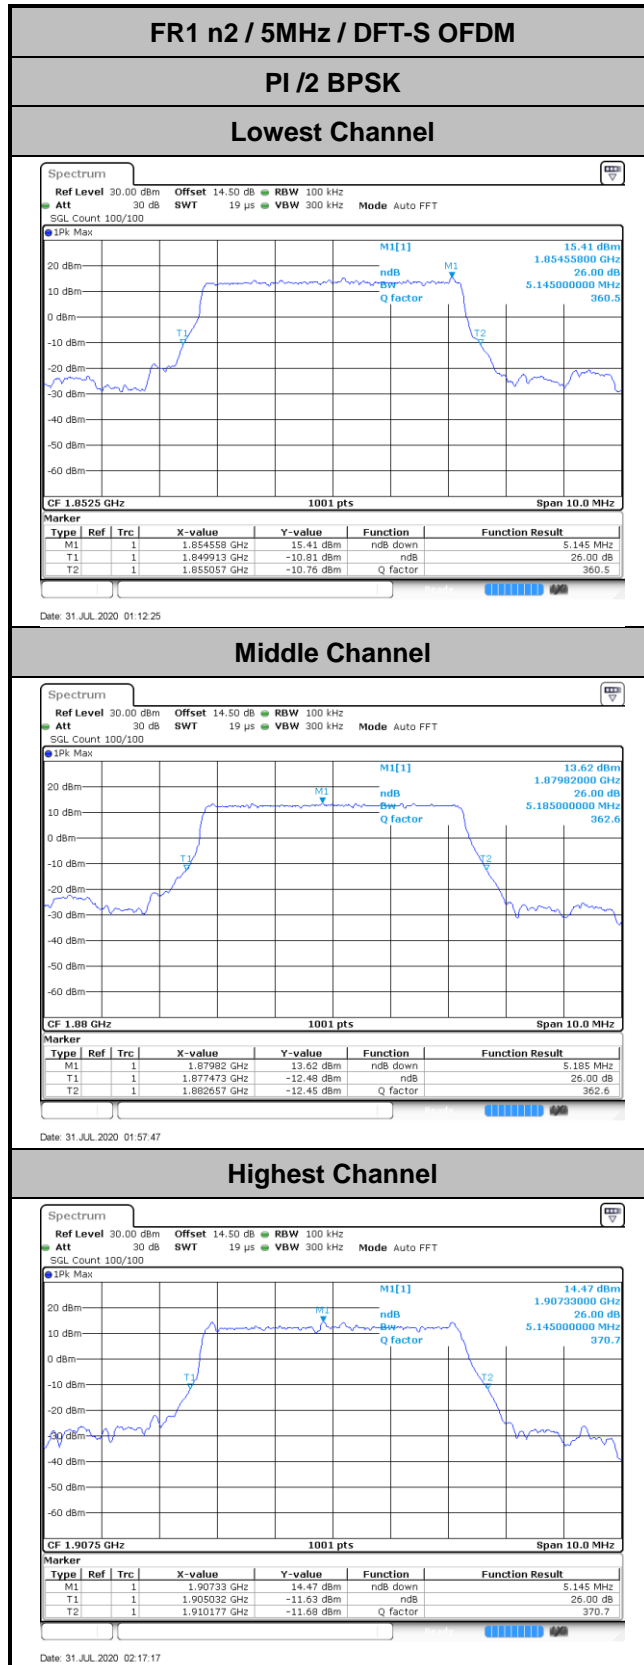 FR1 n2 / 5MHz / DFT-S OFDM
PI /2 BPSK
Lowest Channel
Spectrum
Ref Level 30.00 dBm Offset 14.50 dB RBW 100 kHz
Att 30 dB SWT 19 µs VBW 300 kHz Mode Auto FFT
SGL Count 100/100
1Pk Max
M1[1] 15.41 dBm
1.85455800 GHz
ndB 26.00 dB
Bw 5.145000000 MHz
Q factor 360.5
M1
T1
T2
20 dBm
10 dBm
0 dBm
-10 dBm
-20 dBm
-30 dBm
-40 dBm
-50 dBm
-60 dBm
CF 1.8525 GHz 1001 pts Span 10.0 MHz
Marker
Type Ref Trc X-value Y-value Function Function Result
M1 1 1.854558 GHz 15.41 dBm ndB down 5.145 MHz
T1 1 1.849913 GHz -10.81 dBm ndB 26.00 dB
T2 1 1.855057 GHz -10.76 dBm Q factor 360.5
Date: 31.JUL.2020 01:12:25
Middle Channel
Spectrum
Ref Level 30.00 dBm Offset 14.50 dB RBW 100 kHz
Att 30 dB SWT 19 µs VBW 300 kHz Mode Auto FFT
SGL Count 100/100
1Pk Max
M1[1] 13.62 dBm
1.87982000 GHz
ndB 26.00 dB
Bw 5.185000000 MHz
Q factor 362.6
M1
T1
T2
20 dBm
10 dBm
0 dBm
-10 dBm
-20 dBm
-30 dBm
-40 dBm
-50 dBm
-60 dBm
CF 1.88 GHz 1001 pts Span 10.0 MHz
Marker
Type Ref Trc X-value Y-value Function Function Result
M1 1 1.87982 GHz 13.62 dBm ndB down 5.185 MHz
T1 1 1.877473 GHz -12.48 dBm ndB 26.00 dB
T2 1 1.882657 GHz -12.45 dBm Q factor 362.6
Date: 31.JUL.2020 01:57:47
Highest Channel
Spectrum
Ref Level 30.00 dBm Offset 14.50 dB RBW 100 kHz
Att 30 dB SWT 19 µs VBW 300 kHz Mode Auto FFT
SGL Count 100/100
1Pk Max
M1[1] 14.47 dBm
1.90733000 GHz
ndB 26.00 dB
Bw 5.145000000 MHz
Q factor 370.7
M1
T1
T2
20 dBm
10 dBm
0 dBm
-10 dBm
-20 dBm
-30 dBm
-40 dBm
-50 dBm
-60 dBm
CF 1.9075 GHz 1001 pts Span 10.0 MHz
Marker
Type Ref Trc X-value Y-value Function Function Result
M1 1 1.90733 GHz 14.47 dBm ndB down 5.145 MHz
T1 1 1.905032 GHz -11.63 dBm ndB 26.00 dB
T2 1 1.910177 GHz -11.68 dBm Q factor 370.7
Date: 31.JUL.2020 02:17:17